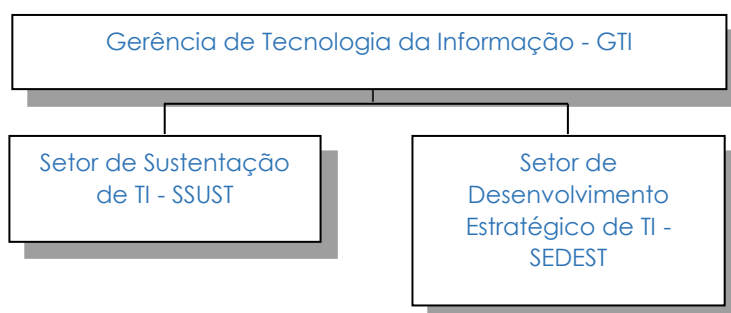 Gerência de Tecnologia da Informação - GTI
Setor de Sustentação
de TI - SSUST
Setor de
Desenvolvimento
Estratégico de TI -
SEDEST